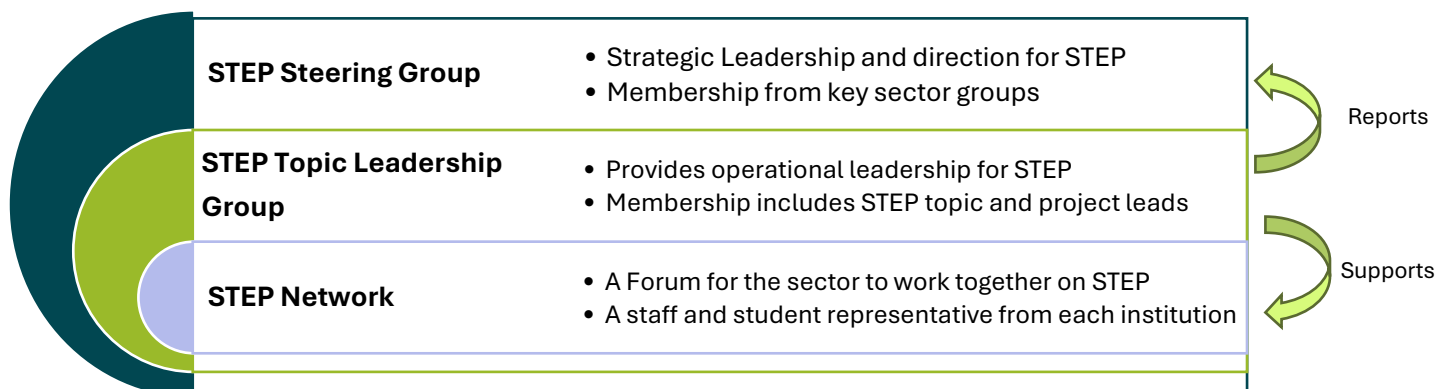 STEP Steering Group
• Strategic Leadership and direction for STEP
• Membership from key sector groups
Reports
STEP Topic Leadership
Group
• Provides operational leadership for STEP
• Membership includes STEP topic and project leads
Supports
STEP Network
• A Forum for the sector to work together on STEP
• A staff and student representative from each institution